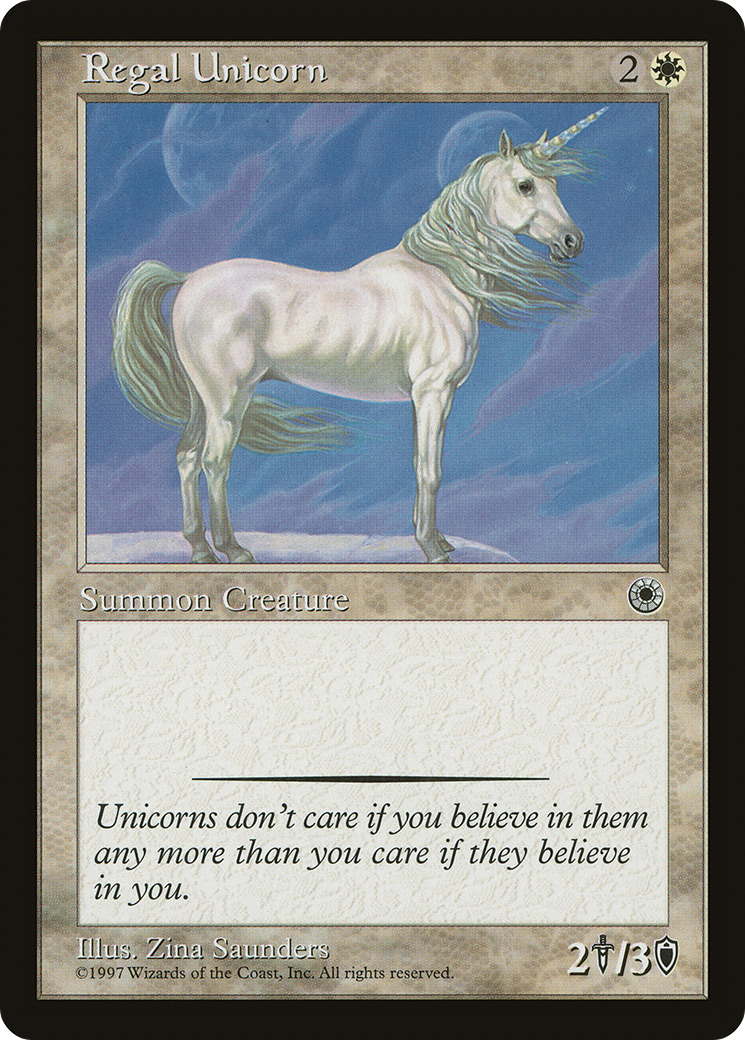 Regal Unicorn 2
Summon Creature
Unicorns don't care if you believe in them
any more than you care if they believe
in you.
Illus. Zina Saunders
©1997 Wizards of the Coast, Inc. All rights reserved.
2/3